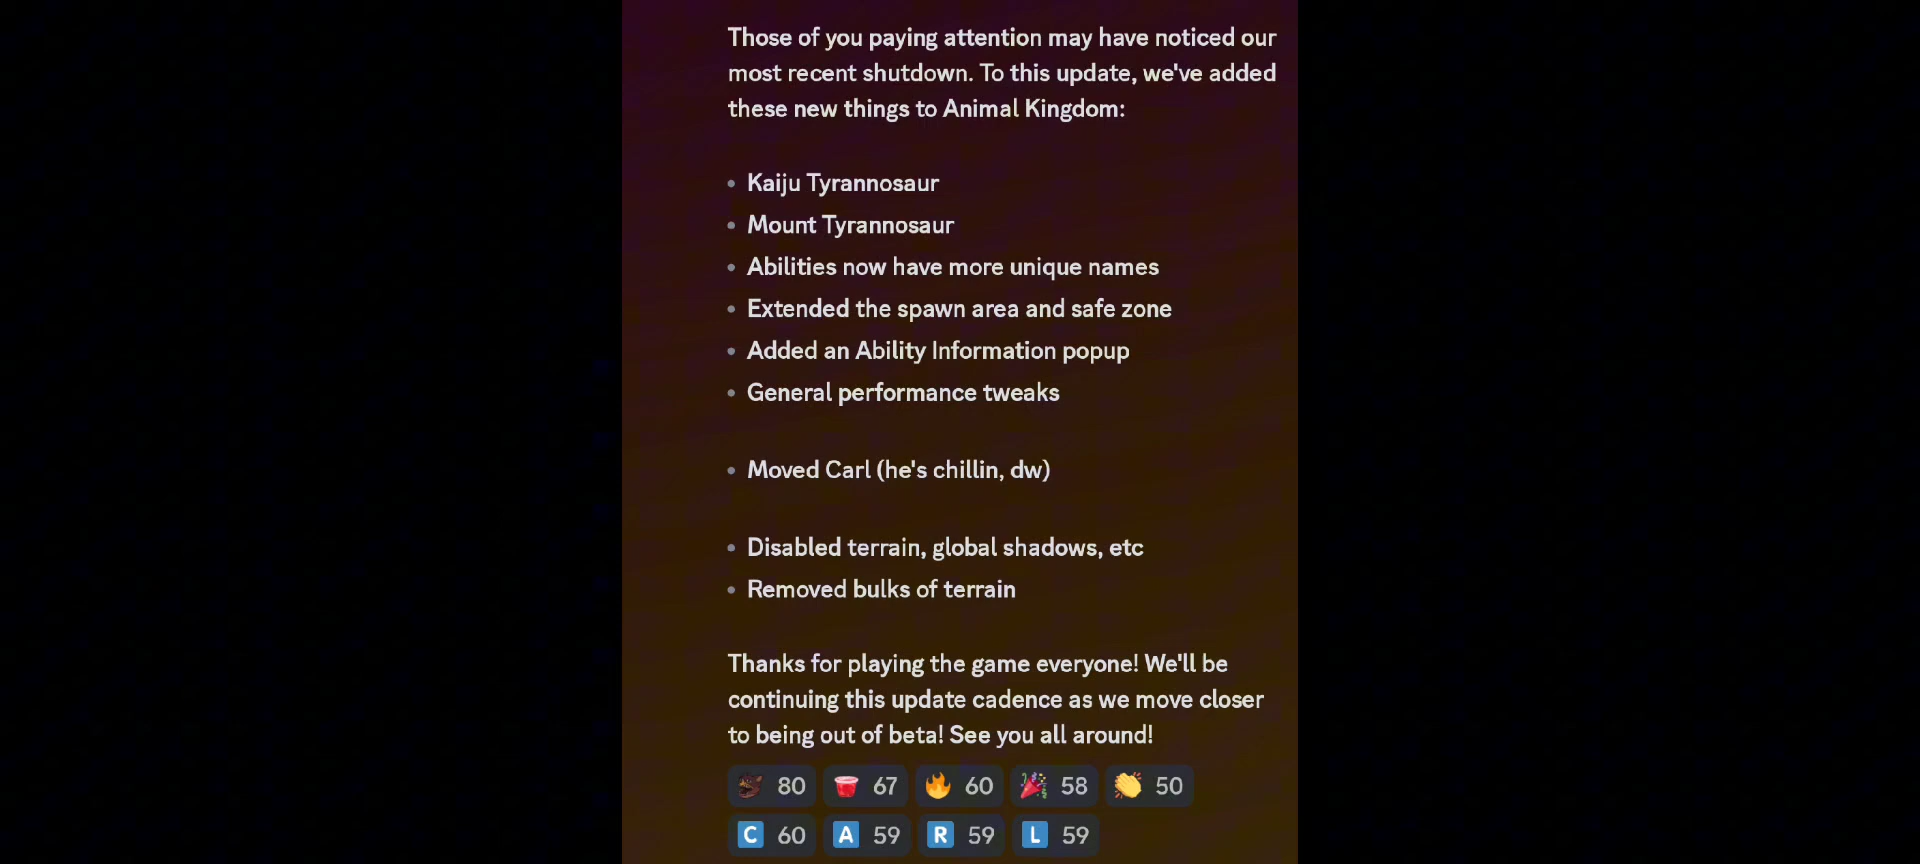 Those of you paying attention may have noticed our
most recent shutdown. To this update, we've added
these new things to Animal Kingdom:
• Kaiju Tyrannosaur
• Mount Tyrannosaur
• Abilities now have more unique names
• Extended the spawn area and safe zone
• Added an Ability Information popup
• General performance tweaks
• Moved Carl (he's chillin, dw)
• Disabled terrain, global shadows, etc
• Removed bulks of terrain
Thanks for playing the game everyone! We'll be
continuing this update cadence as we move closer
to being out of beta! See you all around!
80 67 60 58 50
C 60 A 59 R 59 L 59